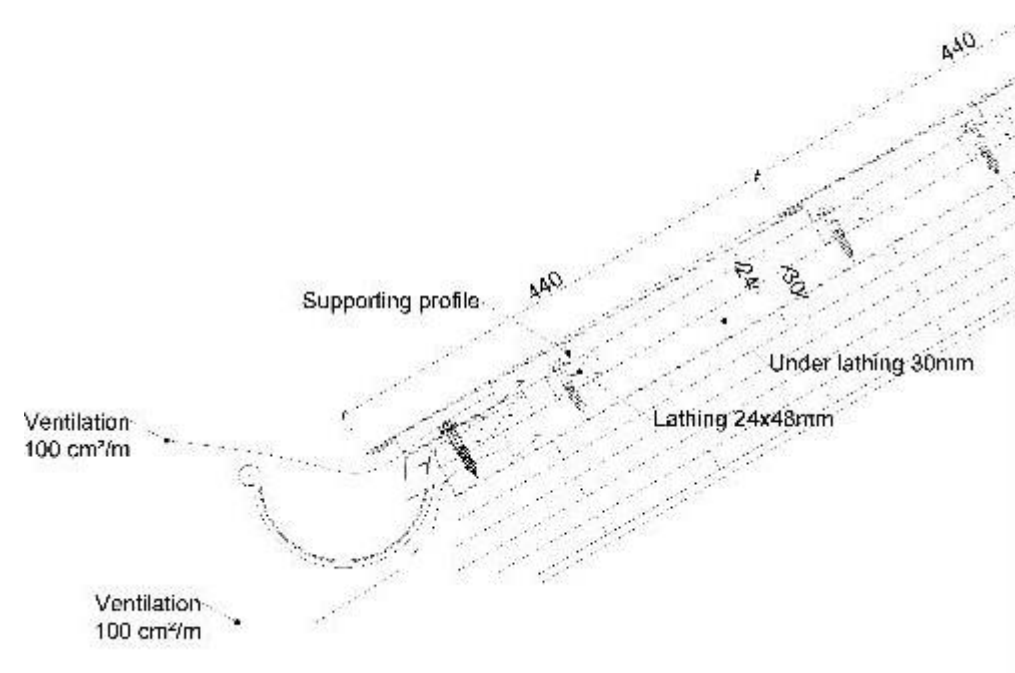 440
440
24
30
Supporting profile
Under lathing 30mm
Lathing 24x48mm
Ventilation
100 cm²/m
Ventilation
100 cm²/m